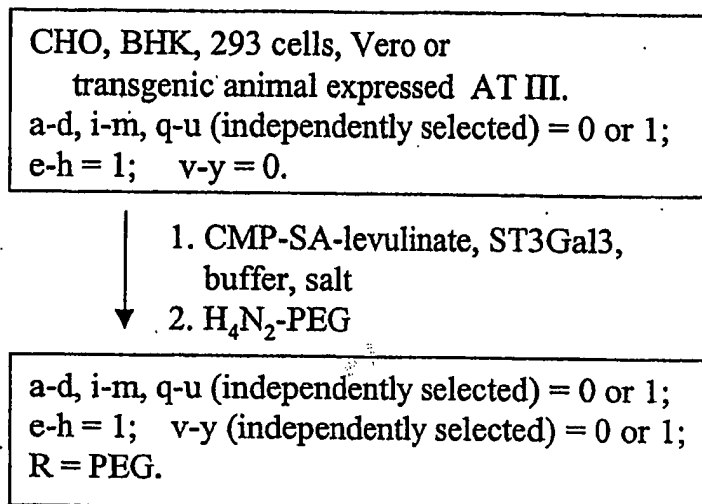 CHO, BHK, 293 cells, Vero or
transgenic animal expressed AT III.
a-d, i-m, q-u (independently selected) = 0 or 1;
e-h = 1; v-y = 0.
1. CMP-SA-levulinate, ST3Gal3,
buffer, salt
2. H₄N₂-PEG
a-d, i-m, q-u (independently selected) = 0 or 1;
e-h = 1; v-y (independently selected) = 0 or 1;
R = PEG.